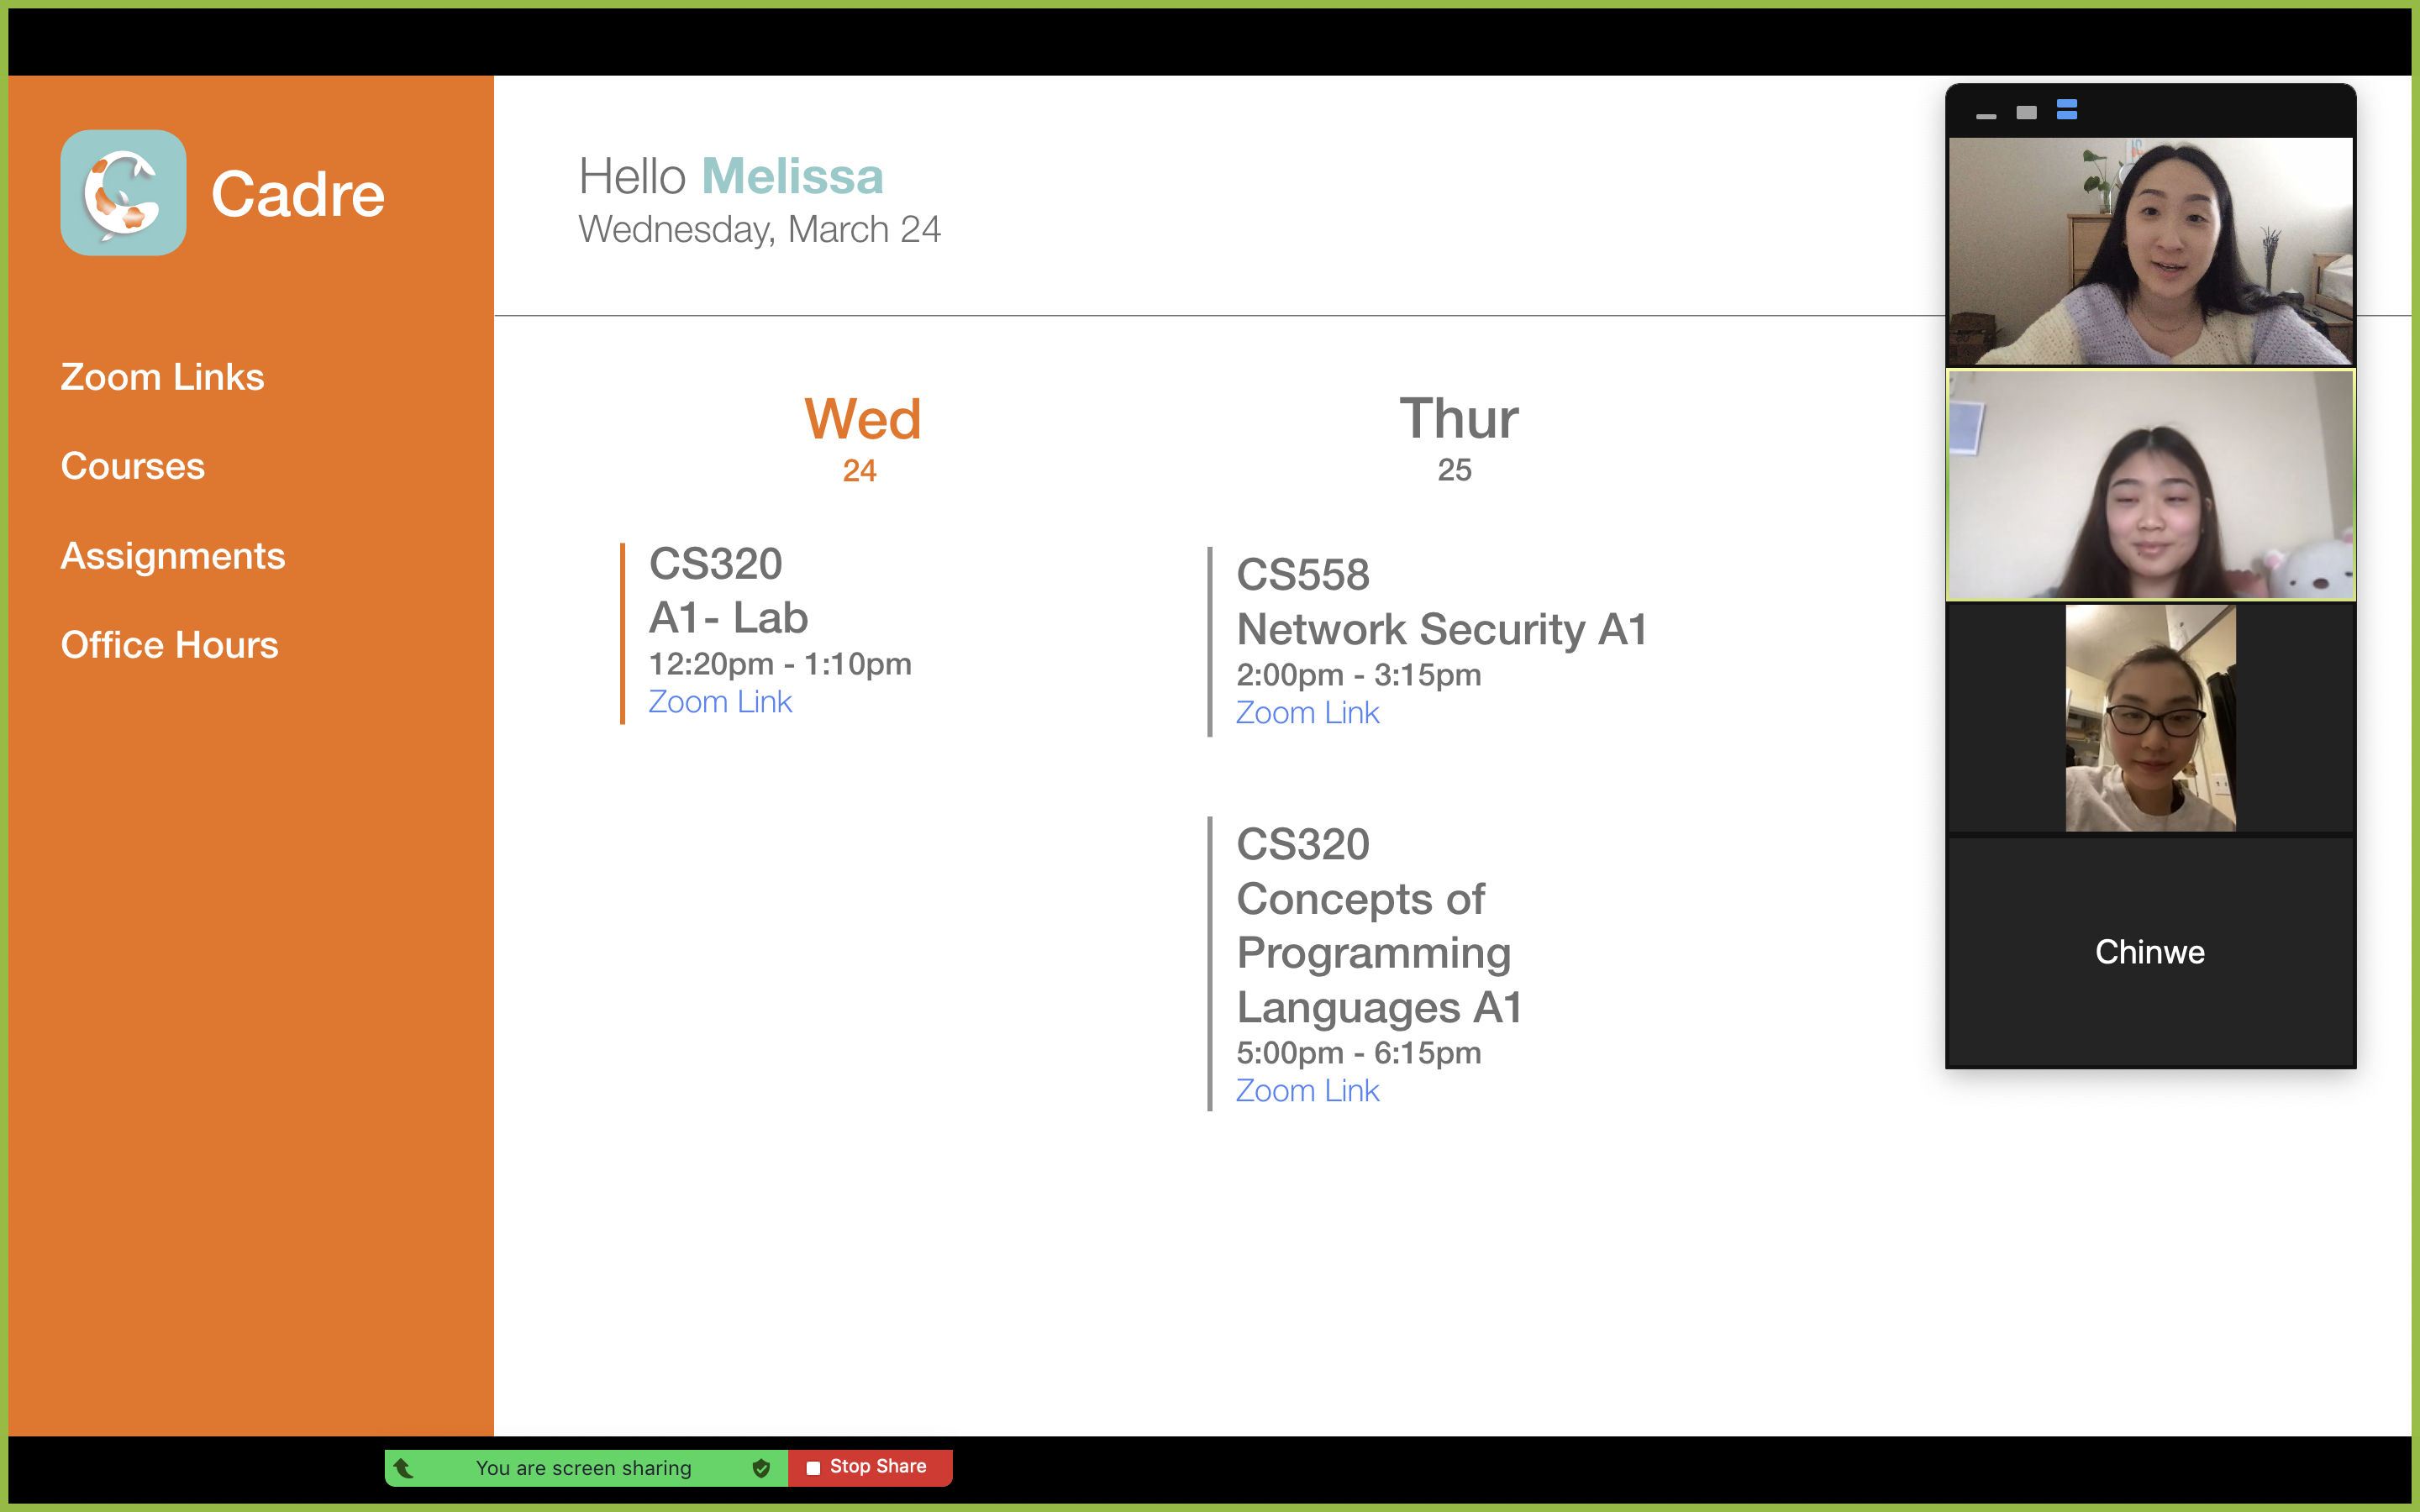 Cadre
Zoom Links
Courses
Assignments
Office Hours
Hello Melissa
Wednesday, March 24
Wed
24
CS320
A1- Lab
12:20pm - 1:10pm
Zoom Link
Thur
25
CS558
Network Security A1
2:00pm - 3:15pm
Zoom Link
CS320
Concepts of
Programming
Languages A1
5:00pm - 6:15pm
Zoom Link
Chinwe
You are screen sharing
Stop Share